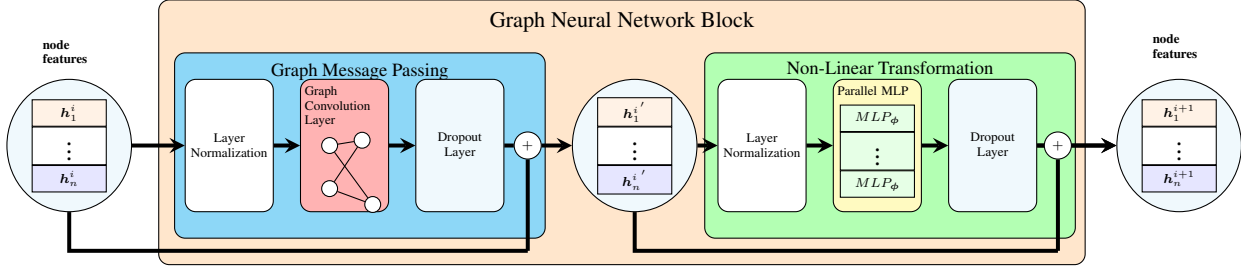 Graph Neural Network Block
node
features
h_1^i
⋮
h_n^i
Graph Message Passing
Layer
Normalization
Graph
Convolution
Layer
Dropout
Layer
+
h_1^i′
⋮
h_n^i′
Non-Linear Transformation
Layer
Normalization
Parallel MLP
MLP_ϕ
⋮
MLP_ϕ
Dropout
Layer
+
node
features
h_1^{i+1}
⋮
h_n^{i+1}